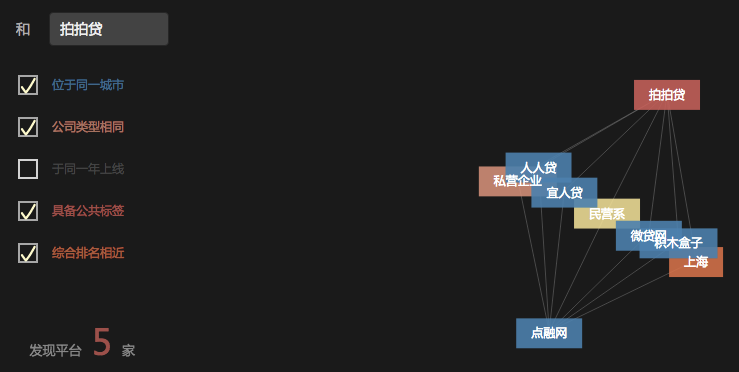 和
拍拍贷
位于同一城市
公司类型相同
于同一年上线
具备公共标签
综合排名相近
发现平台 5 家
拍拍贷
人人贷
私营企业
宜人贷
民营系
微贷网
积木盒子
上海
点融网